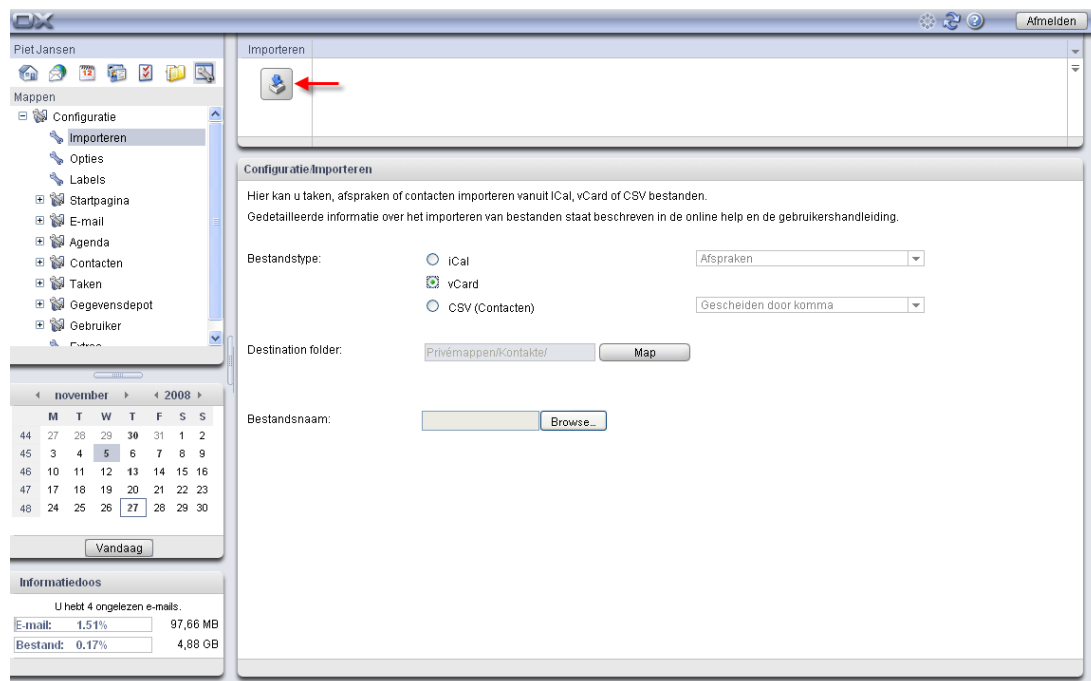 OX
Afmelden
Piet Jansen
12
Mappen
Configuratie
Importeren
Opties
Labels
Startpagina
E-mail
Agenda
Contacten
Taken
Gegevensdepot
Gebruiker
Extras
november 2008
M T W T F S S
44 27 28 29 30 31 1 2
45 3 4 5 6 7 8 9
46 10 11 12 13 14 15 16
47 17 18 19 20 21 22 23
48 24 25 26 27 28 29 30
Vandaag
Informatiedoos
U hebt 4 ongelezen e-mails.
E-mail: 1.51% 97,66 MB
Bestand: 0.17% 4,88 GB
Importeren
Configuratie/Importeren
Hier kan u taken, afspraken of contacten importeren vanuit ICal, vCard of CSV bestanden.
Gedetailleerde informatie over het importeren van bestanden staat beschreven in de online help en de gebruikershandleiding.
Bestandstype: iCal Afspraken
vCard
CSV (Contacten) Gescheiden door komma
Destination folder: Privémappen/Kontakte/ Map
Bestandsnaam: Browse...